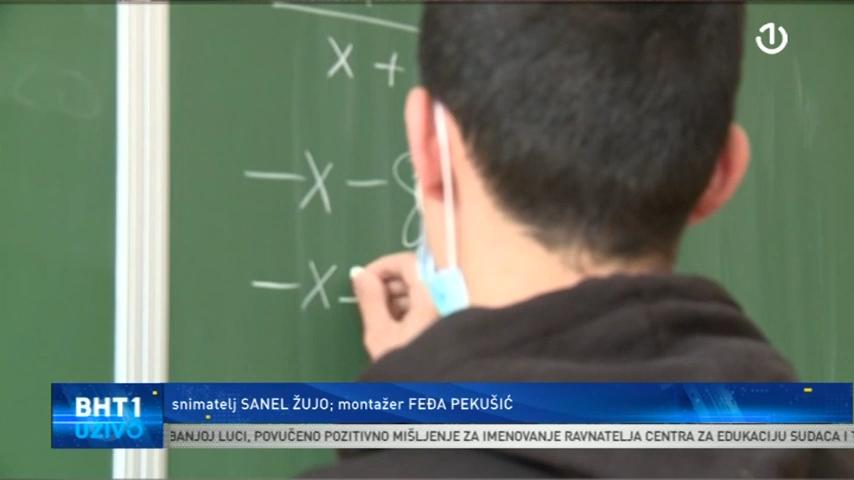 x +
-x-8
-x-
BHT1
UŽIVO
snimatelj SANEL ŽUJO; montažer FEĐA PEKUŠIĆ
BANJOJ LUCI, POVUČENO POZITIVNO MIŠLJENJE ZA IMENOVANJE RAVNATELJA CENTRA ZA EDUKACIJU SUDACA I